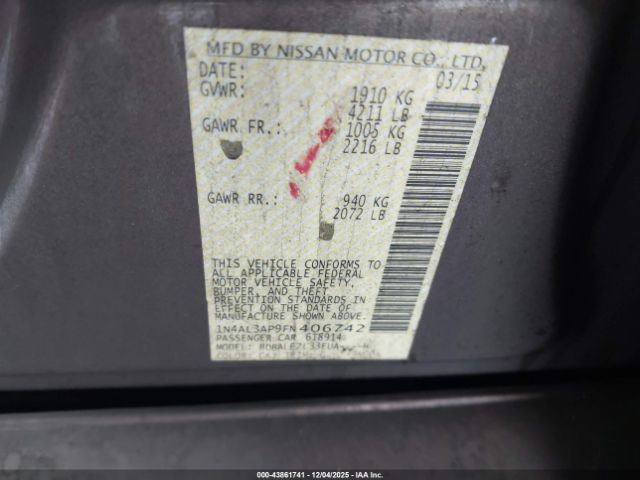 MFD BY NISSAN MOTOR CO., LTD.
DATE: 03/15
GVWR: 1910 KG
4211 LB
GAWR FR.: 1005 KG
2216 LB
GAWR RR.: 940 KG
2072 LB
THIS VEHICLE CONFORMS TO
ALL APPLICABLE FEDERAL
MOTOR VEHICLE SAFETY,
BUMPER, AND THEFT
PREVENTION STANDARDS
IN EFFECT ON THE DATE OF
MANUFACTURE SHOWN ABOVE.
1N4AL3AP9FN406242
PASSENGER CAR 618914
MODEL:
COLOR:
000-43861741 - 12/04/2025 - IAA Inc.